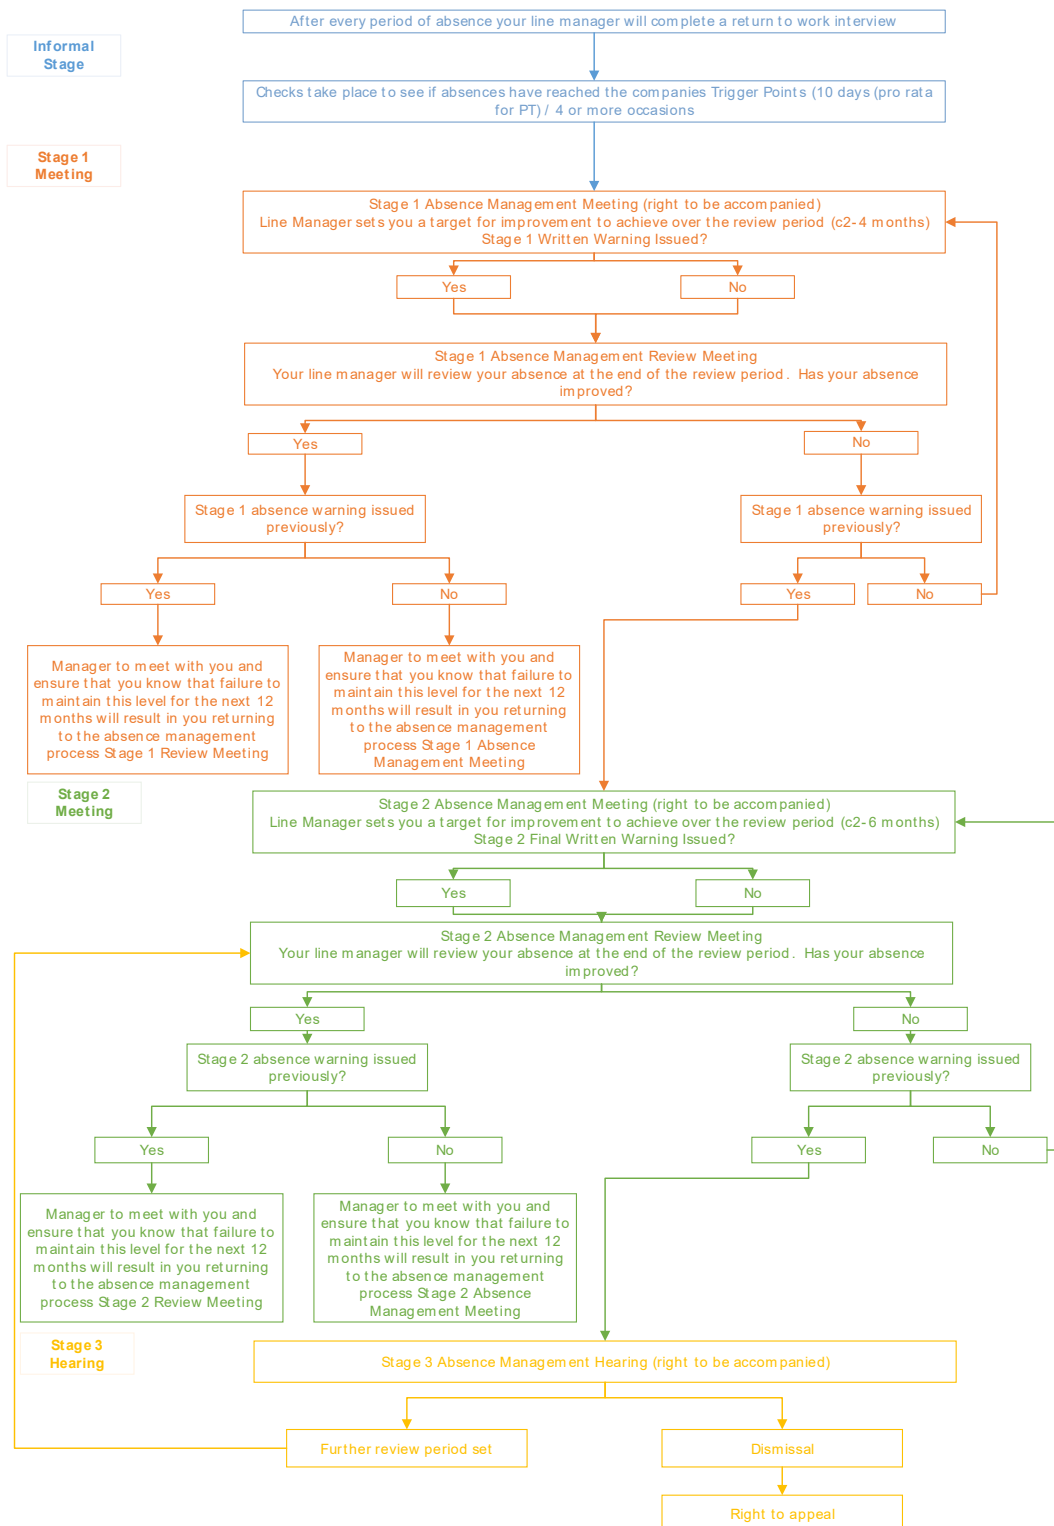 After every period of absence your line manager will complete a return to work interview
Informal
Stage
Checks take place to see if absences have reached the companies Trigger Points (10 days (pro rata
for PT) / 4 or more occasions
Stage 1
Meeting
Stage 1 Absence Management Meeting (right to be accompanied)
Line Manager sets you a target for improvement to achieve over the review period (c2-4 months)
Stage 1 Written Warning Issued?
Yes
No
Stage 1 Absence Management Review Meeting
Your line manager will review your absence at the end of the review period. Has your absence
improved?
Yes
No
Stage 1 absence warning issued
previously?
Stage 1 absence warning issued
previously?
Yes
No
Yes
No
Manager to meet with you and
ensure that you know that failure to
maintain this level for the next 12
months will result in you returning
to the absence management
process Stage 1 Review Meeting
Manager to meet with you and
ensure that you know that failure to
maintain this level for the next 12
months will result in you returning
to the absence management
process Stage 1 Absence
Management Meeting
Stage 2
Meeting
Stage 2 Absence Management Meeting (right to be accompanied)
Line Manager sets you a target for improvement to achieve over the review period (c2-6 months)
Stage 2 Final Written Warning Issued?
Yes
No
Stage 2 Absence Management Review Meeting
Your line manager will review your absence at the end of the review period. Has your absence
improved?
Yes
No
Stage 2 absence warning issued
previously?
Stage 2 absence warning issued
previously?
Yes
No
Yes
No
Manager to meet with you and
ensure that you know that failure to
maintain this level for the next 12
months will result in you returning
to the absence management
process Stage 2 Review Meeting
Manager to meet with you and
ensure that you know that failure to
maintain this level for the next 12
months will result in you returning
to the absence management
process Stage 2 Absence
Management Meeting
Stage 3
Hearing
Stage 3 Absence Management Hearing (right to be accompanied)
Further review period set
Dismissal
Right to appeal